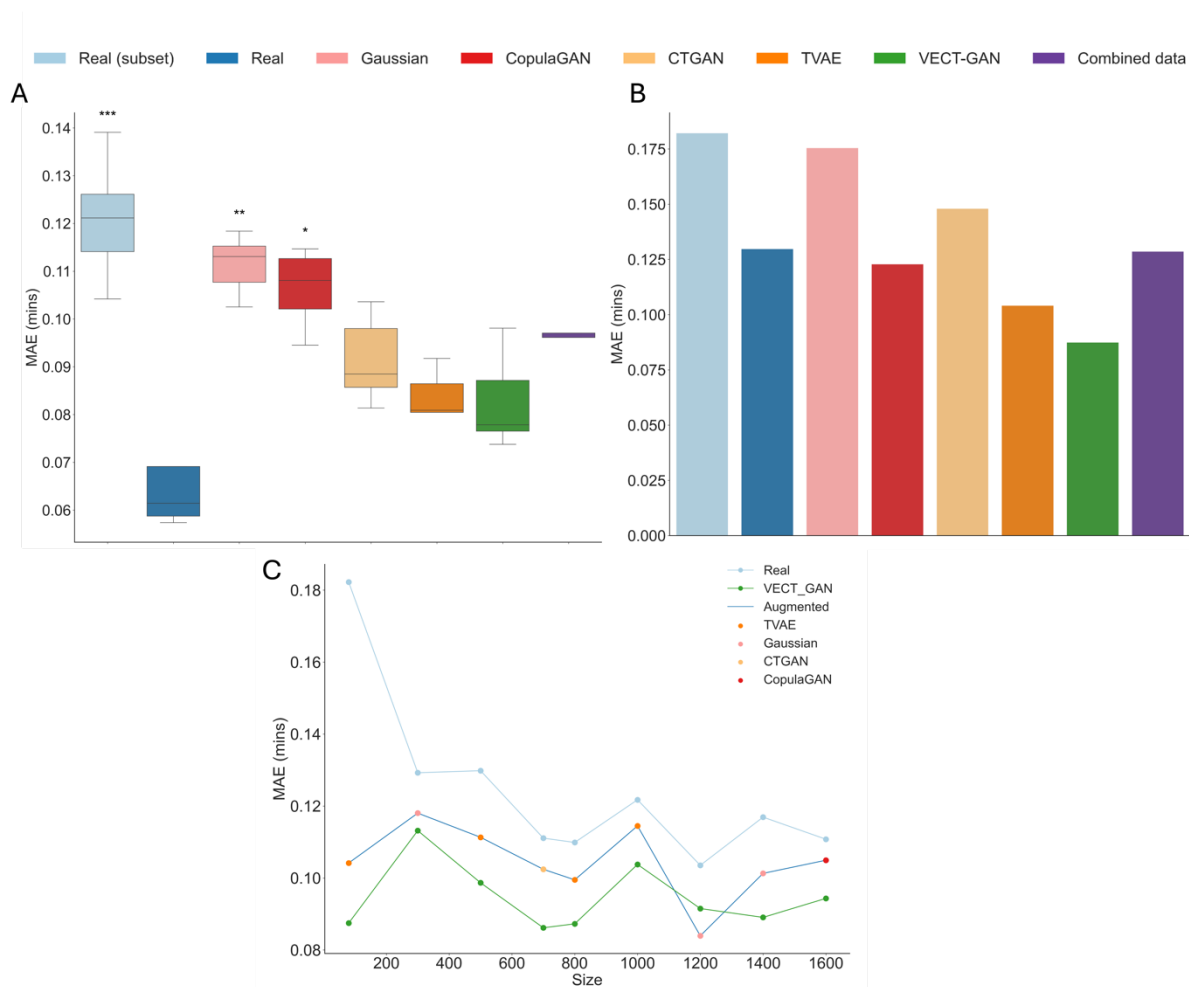 Real (subset) Real Gaussian CopulaGAN CTGAN TVAE VECT-GAN Combined data
A
***
**
*
0.14
0.13
0.12
0.11
0.10
0.09
0.08
0.07
0.06
MAE (mins)
B
0.175
0.150
0.125
0.100
0.075
0.050
0.025
0.000
MAE (mins)
C
Real
VECT_GAN
Augmented
TVAE
Gaussian
CTGAN
CopulaGAN
0.18
0.16
0.14
0.12
0.10
0.08
MAE (mins)
200 400 600 800 1000 1200 1400 1600
Size